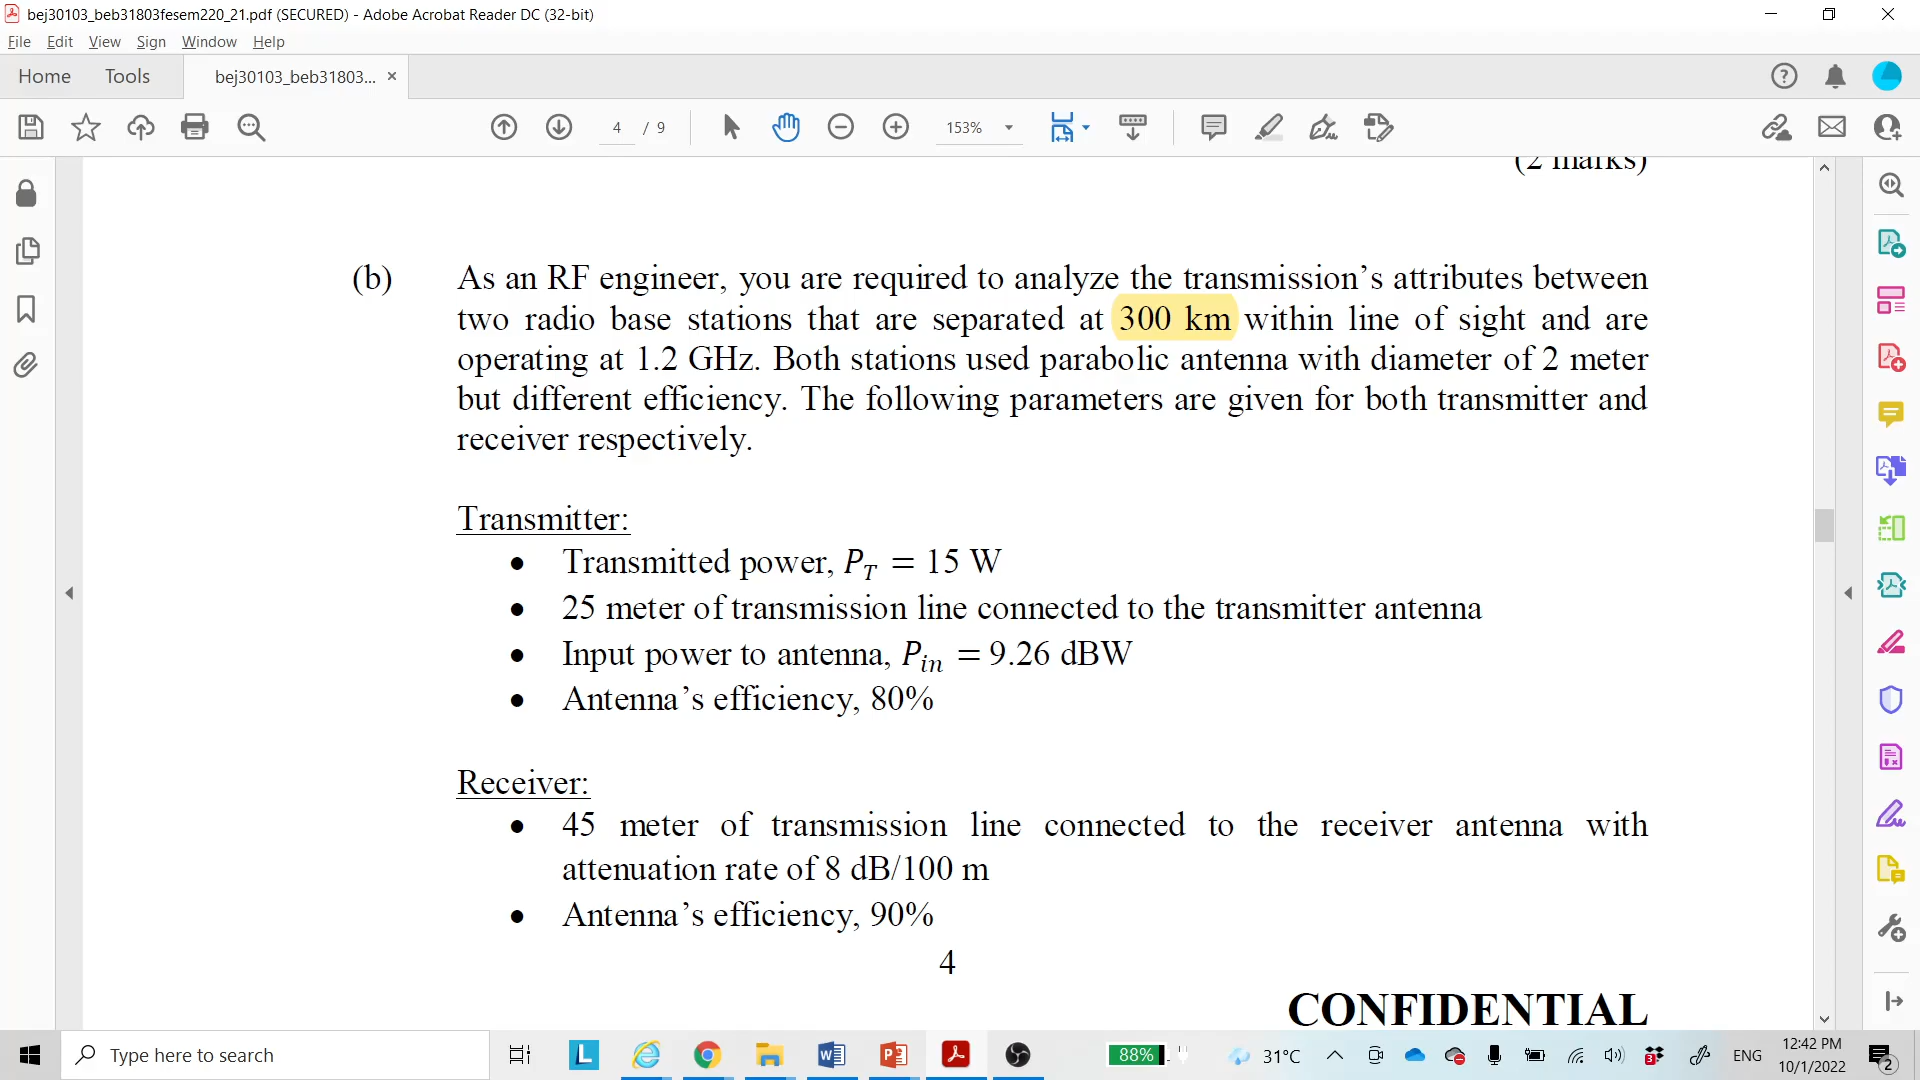 bej30103_beb31803fesem220_21.pdf (SECURED) - Adobe Acrobat Reader DC (32-bit)
File Edit View Sign Window Help
Home Tools bej30103_beb31803... ×
4 / 9 153%
(2 marks)
(b) As an RF engineer, you are required to analyze the transmission's attributes between
two radio base stations that are separated at 300 km within line of sight and are
operating at 1.2 GHz. Both stations used parabolic antenna with diameter of 2 meter
but different efficiency. The following parameters are given for both transmitter and
receiver respectively.
Transmitter:
• Transmitted power, P_T = 15 W
• 25 meter of transmission line connected to the transmitter antenna
• Input power to antenna, P_in = 9.26 dBW
• Antenna's efficiency, 80%
Receiver:
• 45 meter of transmission line connected to the receiver antenna with
attenuation rate of 8 dB/100 m
• Antenna's efficiency, 90%
4
CONFIDENTIAL
Type here to search
88% 31°C ENG 12:42 PM
10/1/2022
3
2